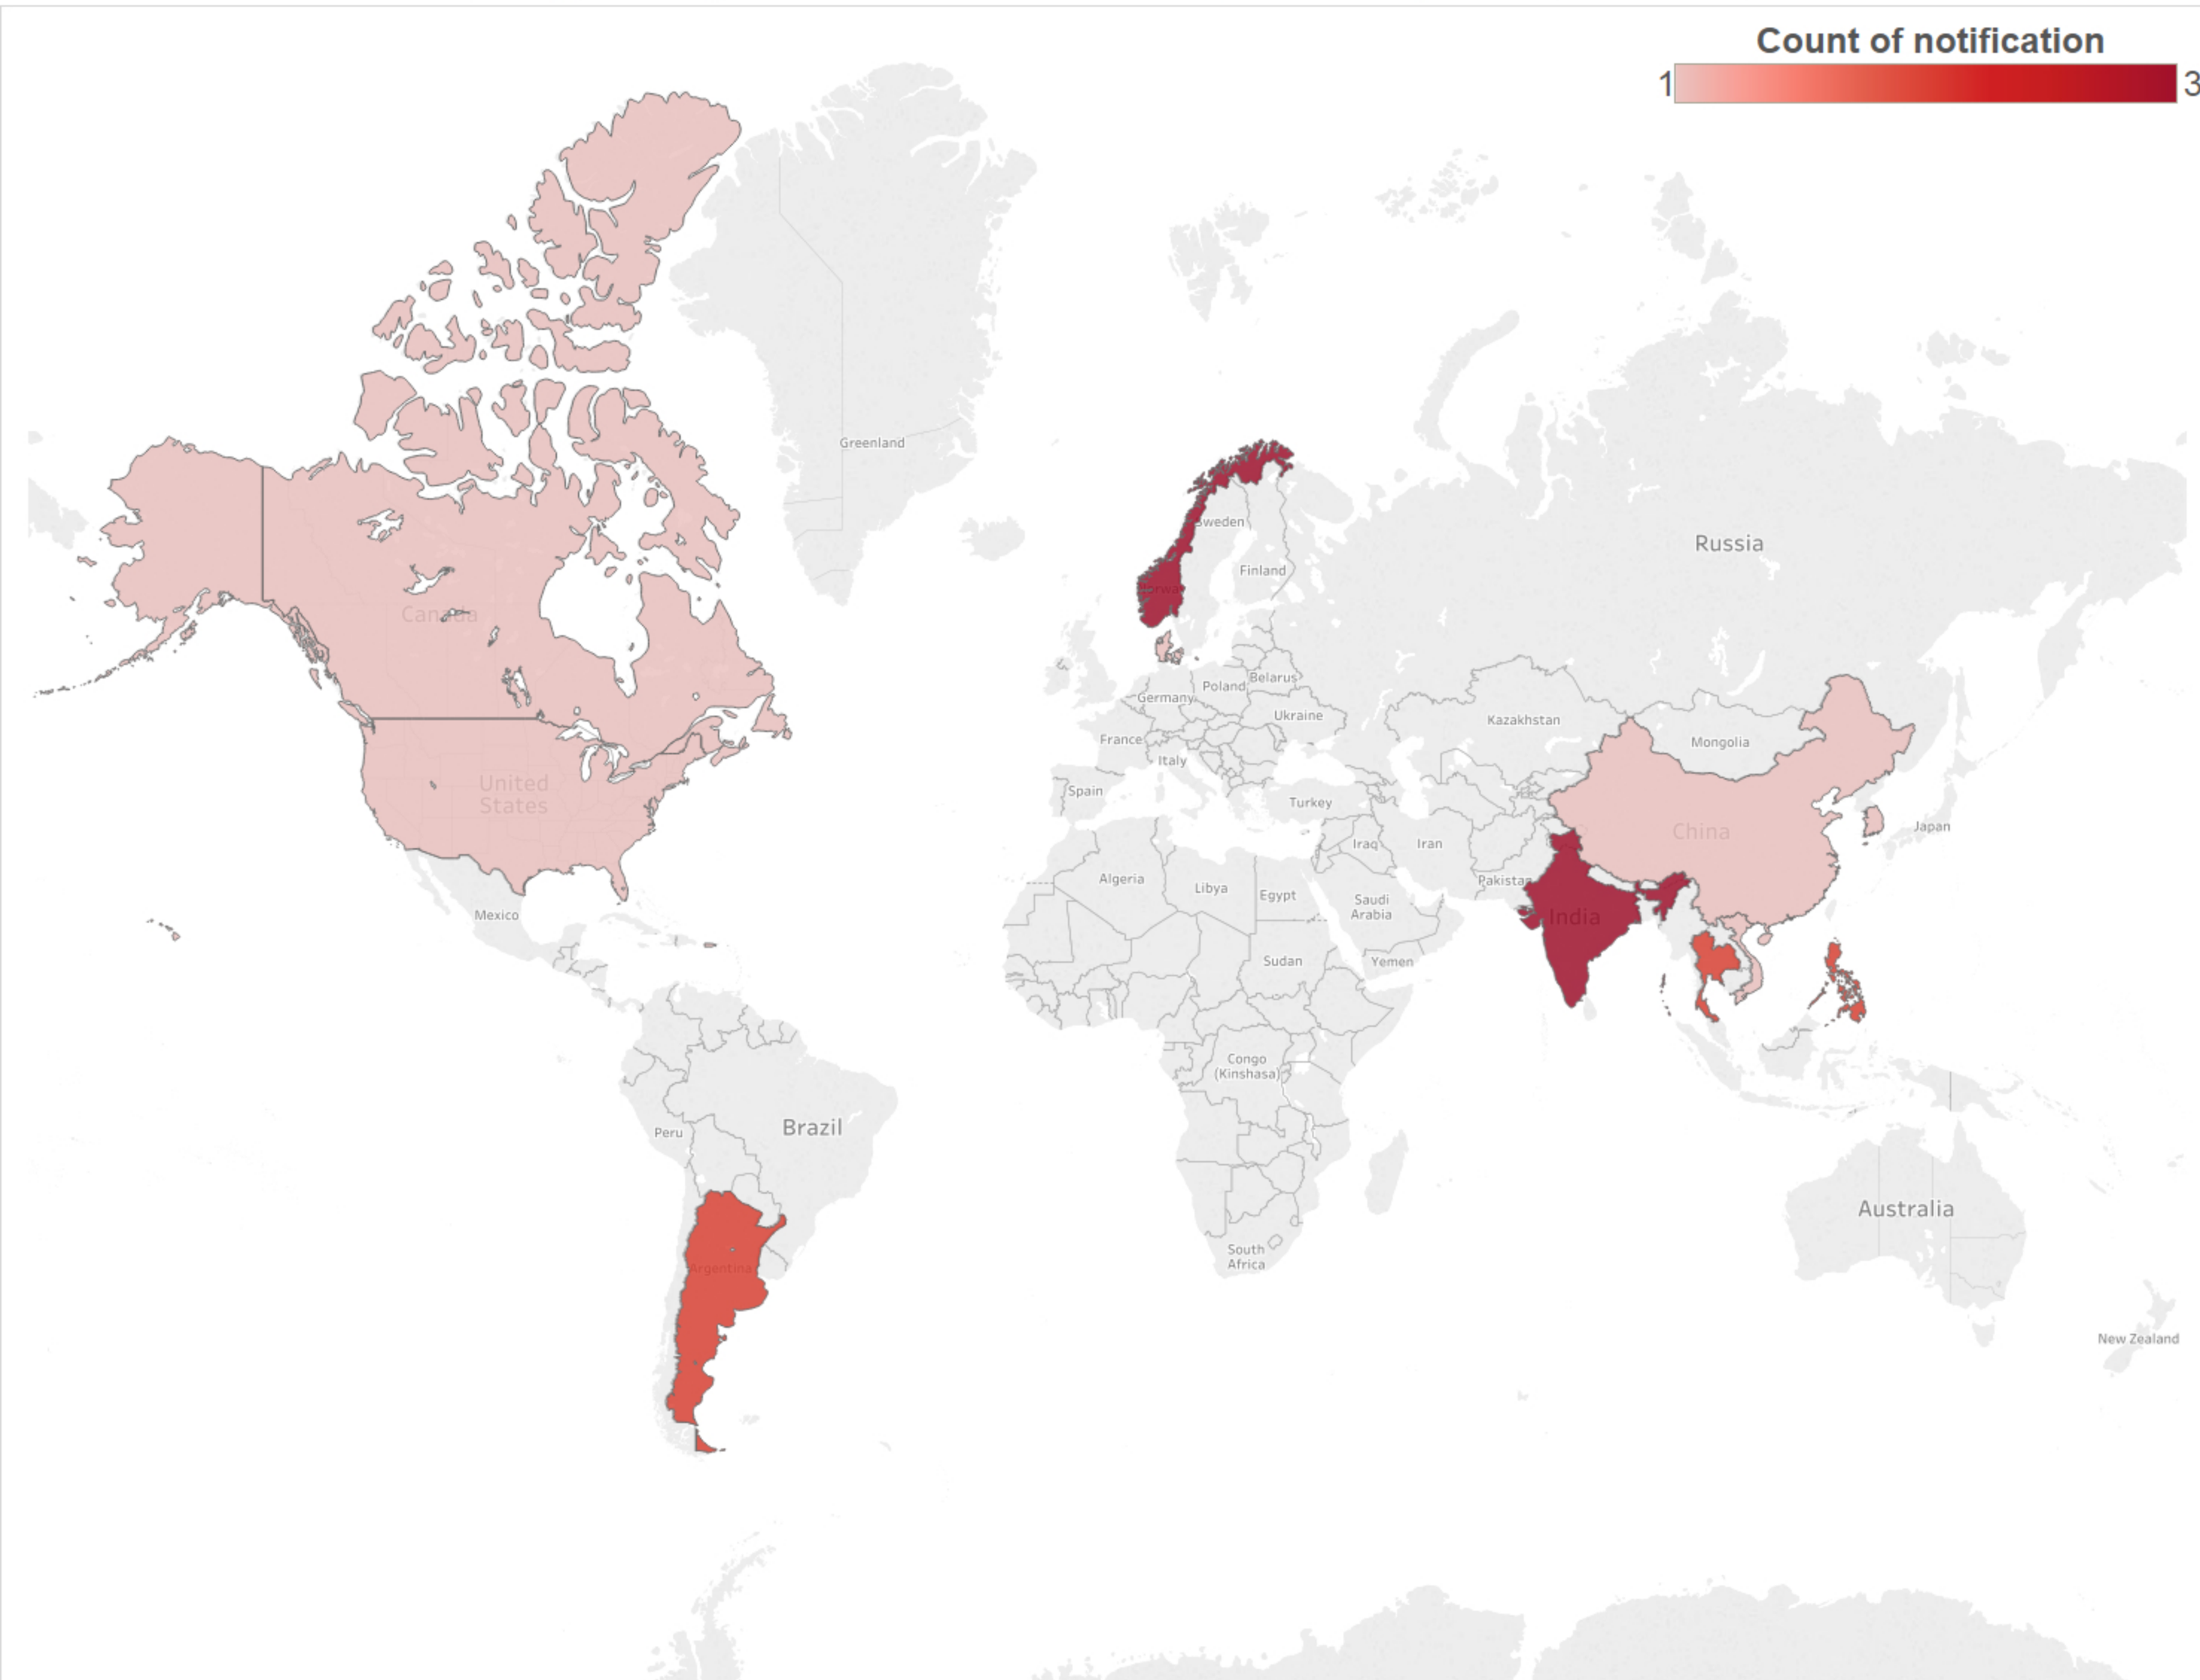 Count of notification
1
3
Greenland
Sweden
Russia
Finland
Norwa
Canada
Belarus
Poland
Germany
Ukraine
Kazakhstan
France
Mongolia
Italy
United
States
Spain
Turkey
Japan
China
Iraq
Iran
Algeria
Pakistan
Libya
Egypt
Saudi
Arabia
Mexico
India
Sudan
Yemen
Congo
(Kinshasa)
Brazil
Peru
Australia
South
Africa
Argentina
New Zealand